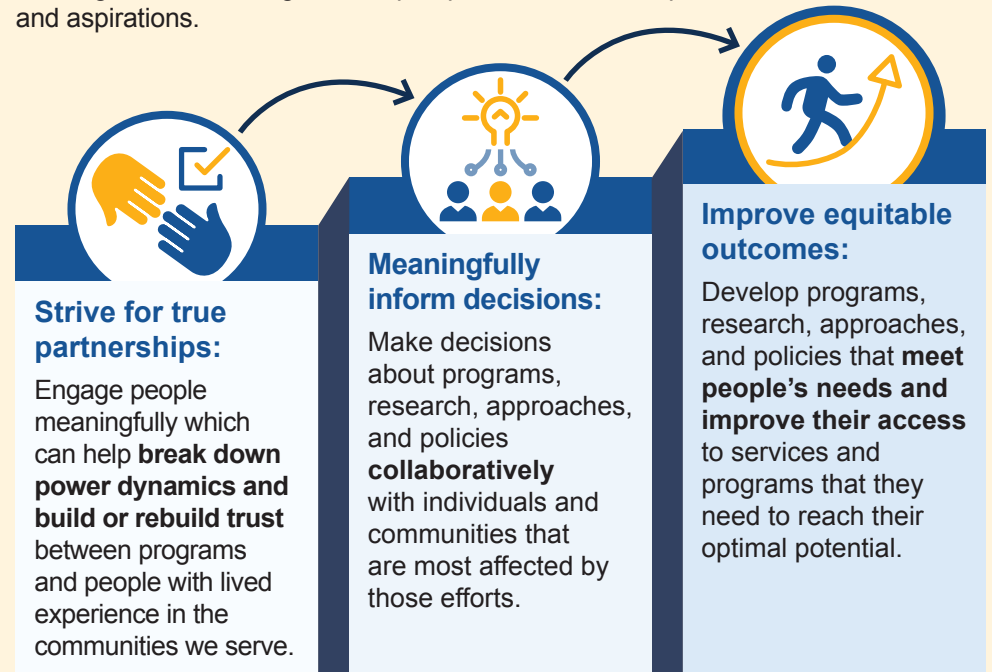 and aspirations.
Strive for true
partnerships:
Engage people
meaningfully which
can help break down
power dynamics and
build or rebuild trust
between programs
and people with lived
experience in the
communities we serve.
Meaningfully
inform decisions:
Make decisions
about programs,
research, approaches,
and policies
collaboratively
with individuals and
communities that
are most affected by
those efforts.
Improve equitable
outcomes:
Develop programs,
research, approaches,
and policies that meet
people’s needs and
improve their access
to services and
programs that they
need to reach their
optimal potential.